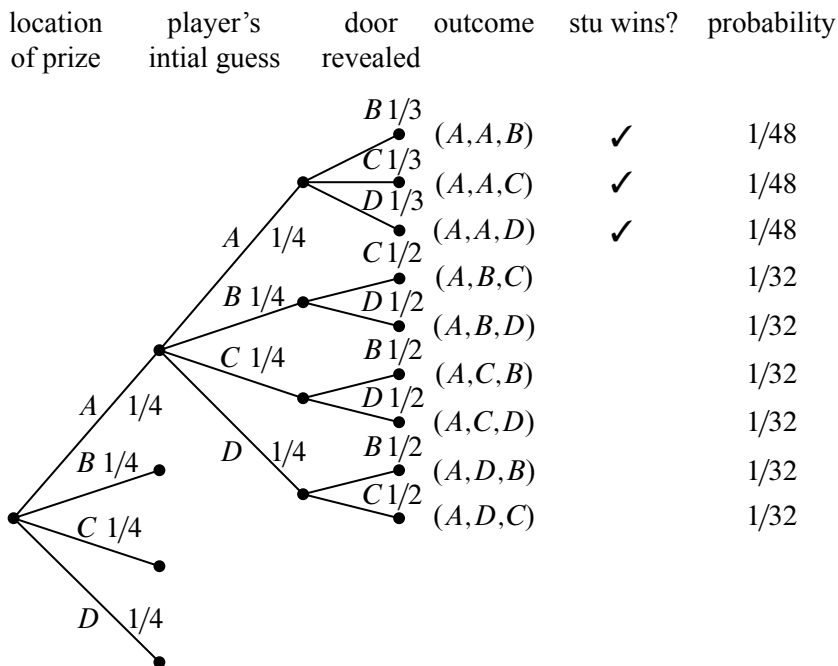 location of prize
player's intial guess
door revealed
outcome
stu wins?
probability
B 1/3
(A,A,B) ✓ 1/48
C 1/3
(A,A,C) ✓ 1/48
D 1/3
(A,A,D) ✓ 1/48
A 1/4
C 1/2
(A,B,C) 1/32
B 1/4
D 1/2
(A,B,D) 1/32
C 1/4
B 1/2
(A,C,B) 1/32
A 1/4
D 1/2
(A,C,D) 1/32
D 1/4
B 1/2
(A,D,B) 1/32
B 1/4
C 1/2
(A,D,C) 1/32
C 1/4
D 1/4